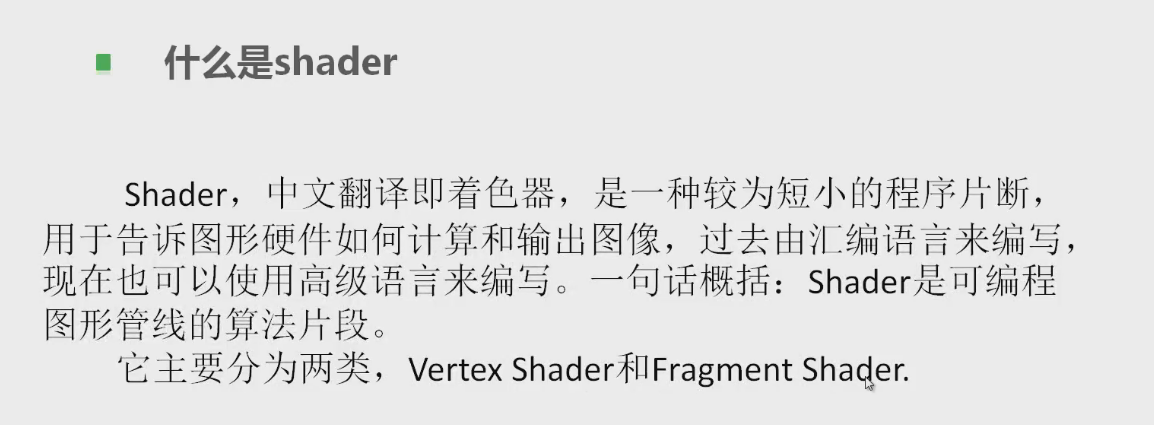 什么是shader
Shader，中文翻译即着色器，是一种较为短小的程序片断，
用于告诉图形硬件如何计算和输出图像，过去由汇编语言来编写，
现在也可以使用高级语言来编写。一句话概括：Shader是可编程
图形管线的算法片段。
它主要分为两类，Vertex Shader和Fragment Shader.